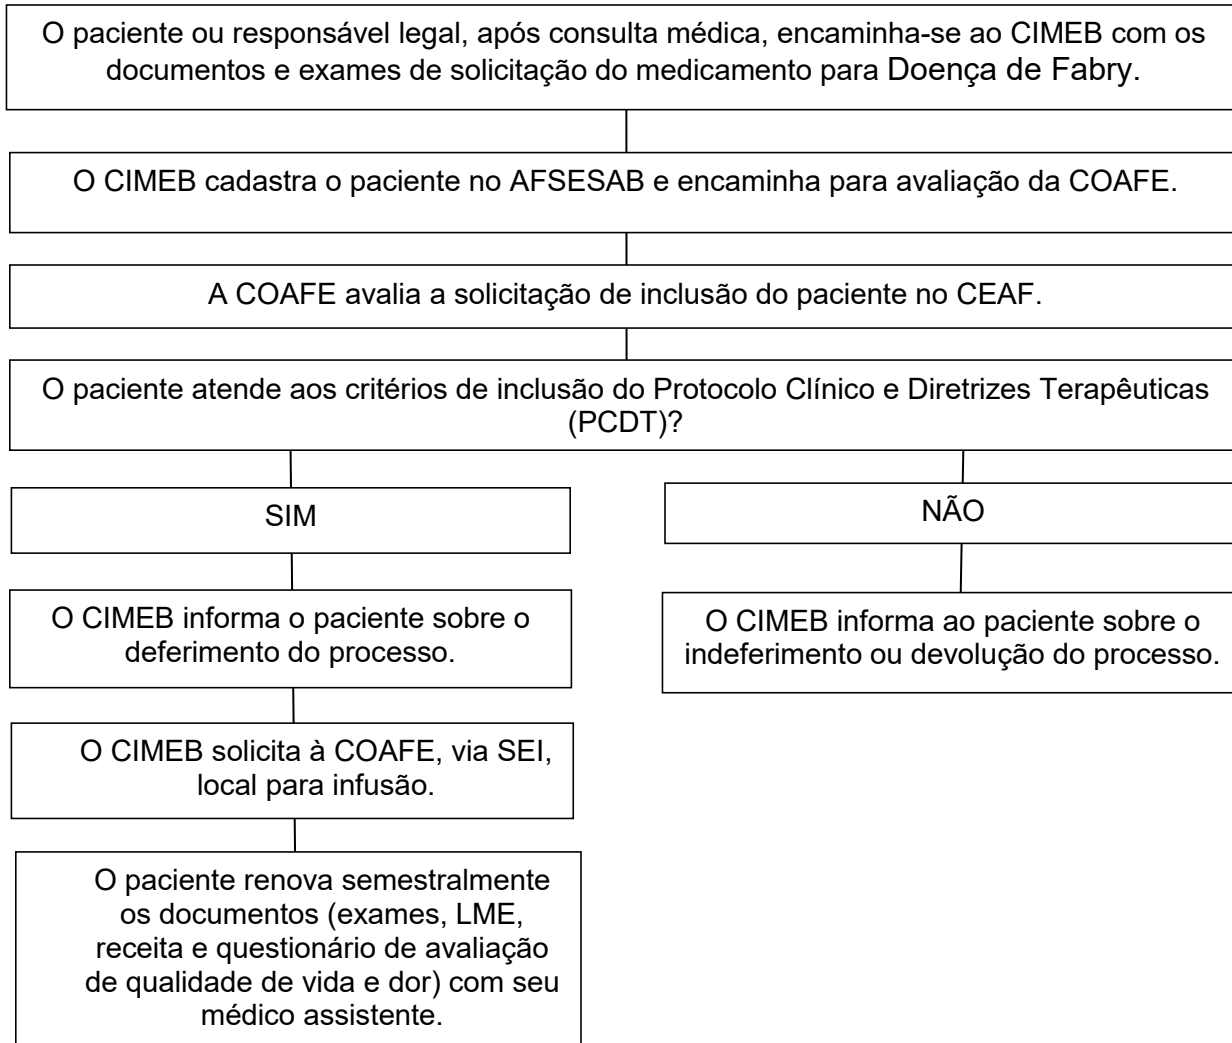 O paciente ou responsável legal, após consulta médica, encaminha-se ao CIMEB com os
documentos e exames de solicitação do medicamento para Doença de Fabry.
O CIMEB cadastra o paciente no AFSESAB e encaminha para avaliação da COAFE.
A COAFE avalia a solicitação de inclusão do paciente no CEAF.
O paciente atende aos critérios de inclusão do Protocolo Clínico e Diretrizes Terapêuticas
(PCDT)?
SIM
NÃO
O CIMEB informa o paciente sobre o
deferimento do processo.
O CIMEB informa ao paciente sobre o
indeferimento ou devolução do processo.
O CIMEB solicita à COAFE, via SEI,
local para infusão.
O paciente renova semestralmente
os documentos (exames, LME,
receita e questionário de avaliação
de qualidade de vida e dor) com seu
médico assistente.